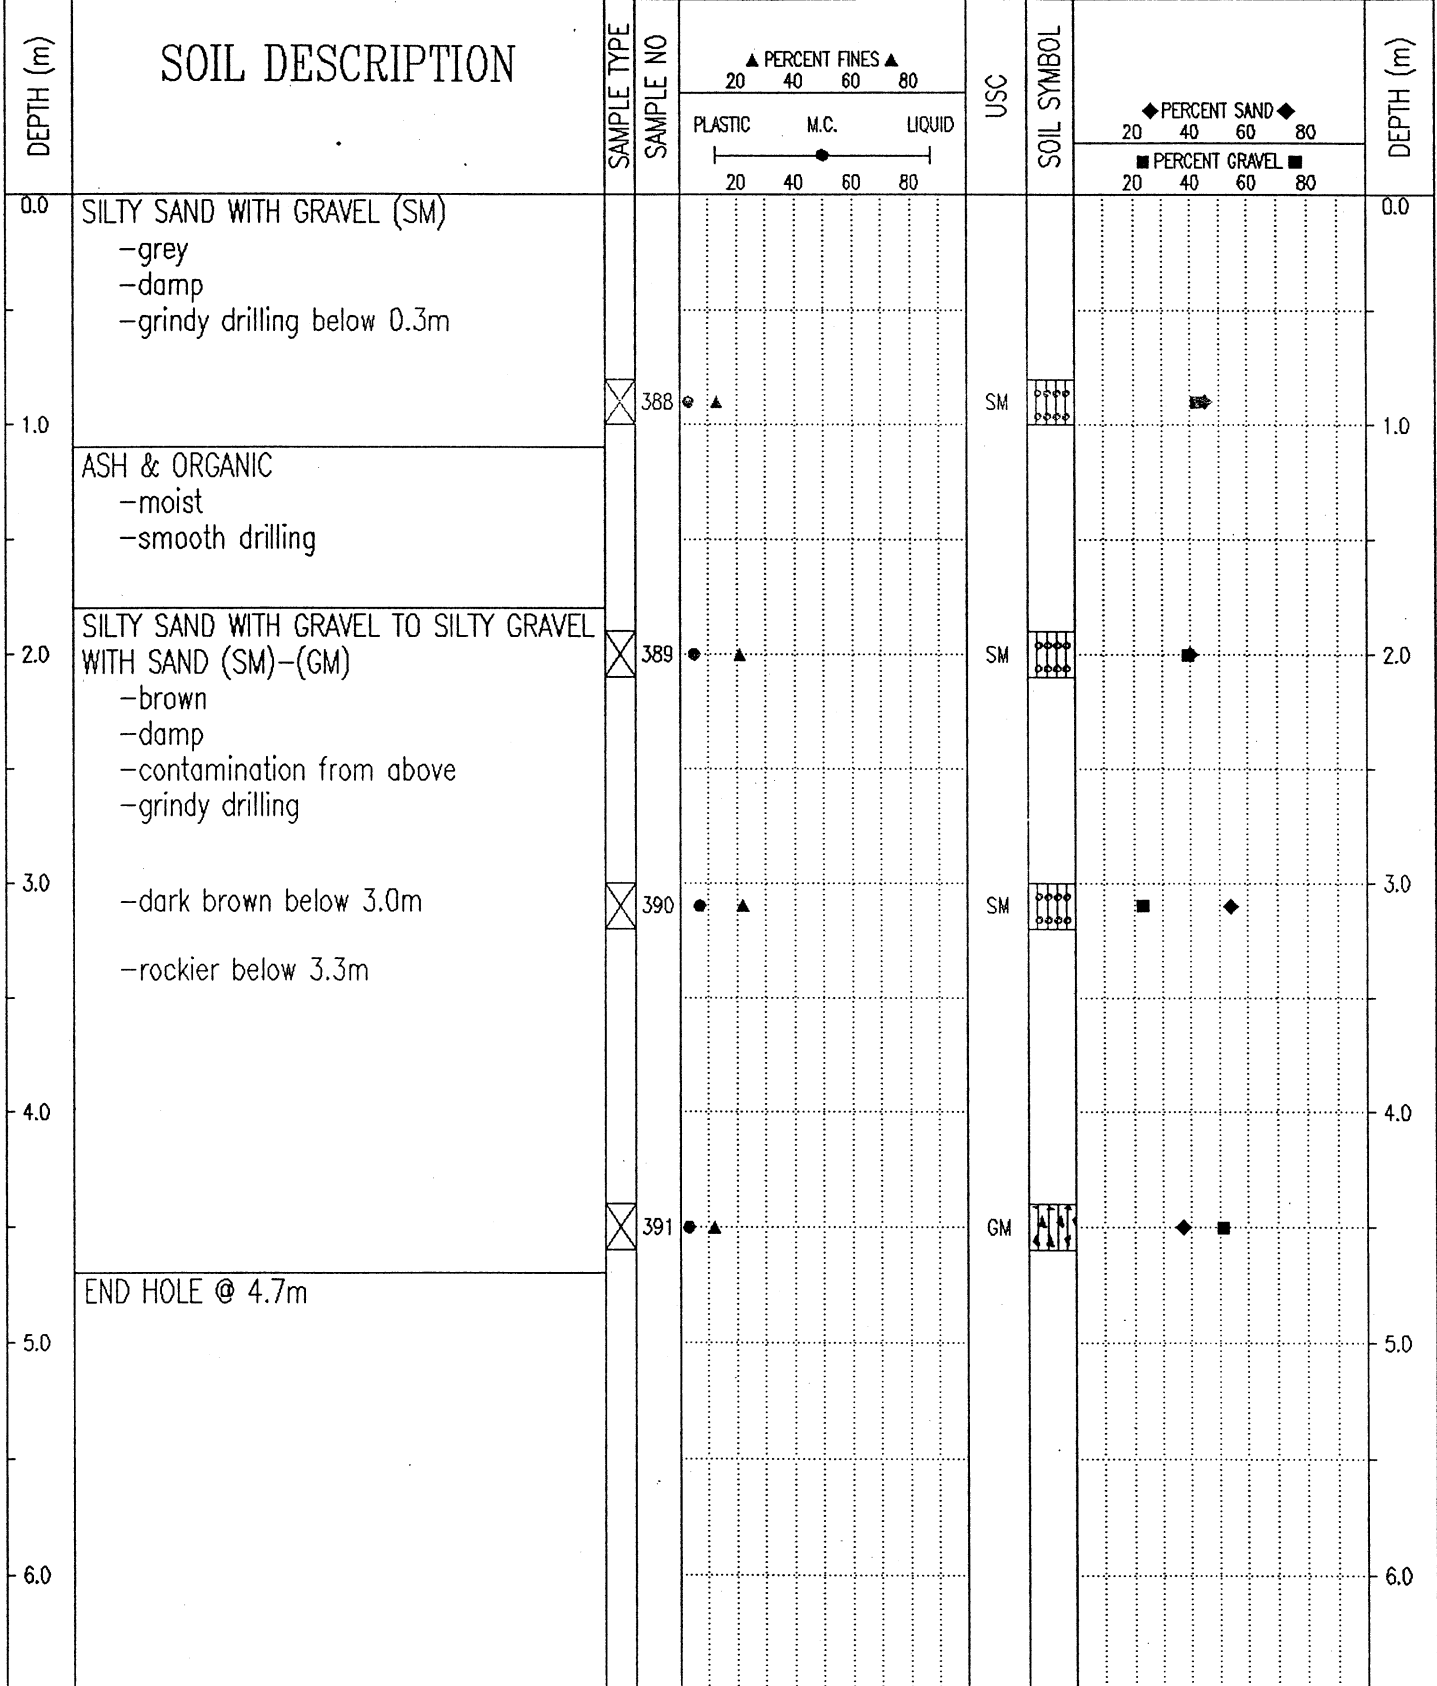 DEPTH (m)
SOIL DESCRIPTION
SAMPLE TYPE
SAMPLE NO
▲ PERCENT FINES ▲
20 40 60 80
PLASTIC M.C. LIQUID
20 40 60 80
USC
SOIL SYMBOL
◆ PERCENT SAND ◆
20 40 60 80
■ PERCENT GRAVEL ■
20 40 60 80
DEPTH (m)
0.0 SILTY SAND WITH GRAVEL (SM) 0.0
-grey
-damp
-grindy drilling below 0.3m
388 SM
1.0 1.0
ASH & ORGANIC
-moist
-smooth drilling
SILTY SAND WITH GRAVEL TO SILTY GRAVEL
2.0 WITH SAND (SM)-(GM) 389 SM 2.0
-brown
-damp
-contamination from above
-grindy drilling
3.0 3.0
-dark brown below 3.0m 390 SM
-rockier below 3.3m
4.0 4.0
391 GM
END HOLE @ 4.7m
5.0 5.0
6.0 6.0